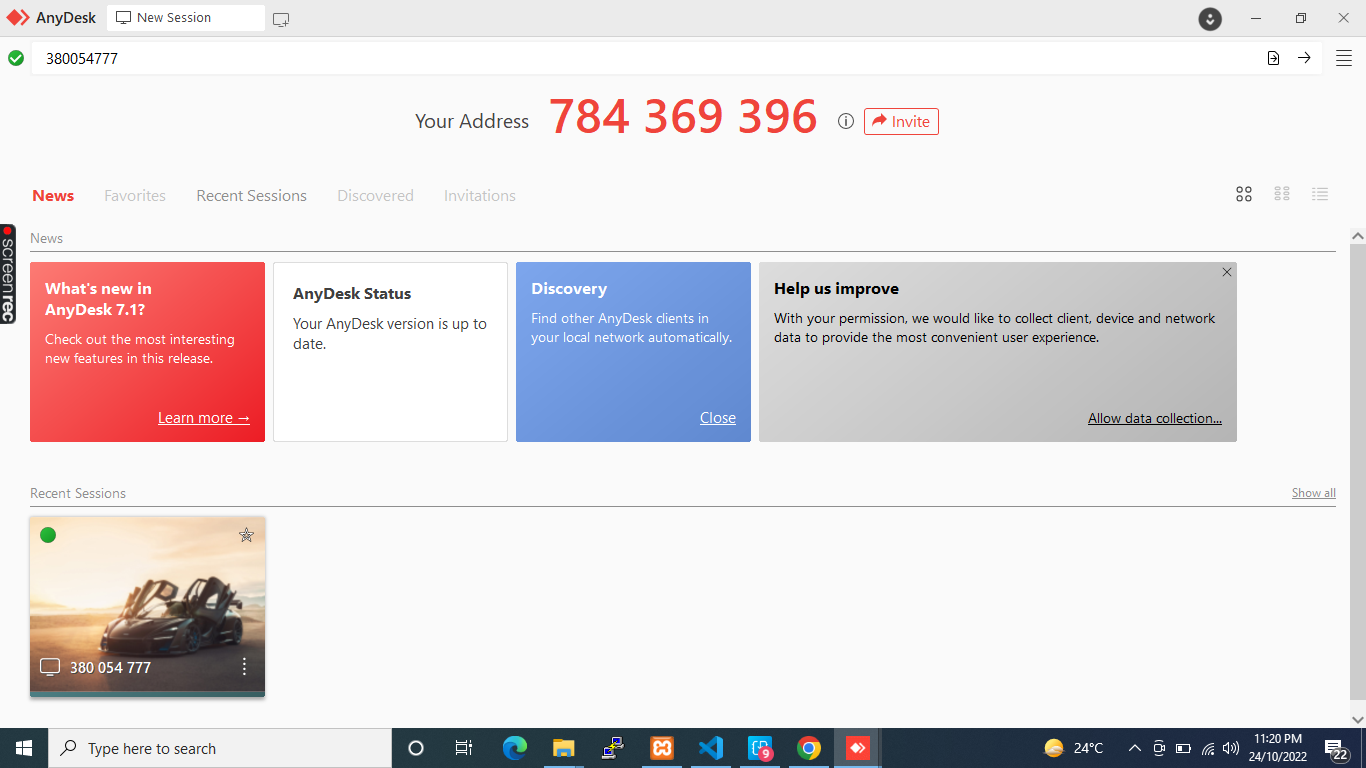 AnyDesk New Session
380054777
Your Address 784 369 396 Invite
News Favorites Recent Sessions Discovered Invitations
screenrec
News
What's new in
AnyDesk 7.1?
Check out the most interesting
new features in this release.
Learn more →
AnyDesk Status
Your AnyDesk version is up to
date.
Discovery
Find other AnyDesk clients in
your local network automatically.
Close
Help us improve
With your permission, we would like to collect client, device and network
data to provide the most convenient user experience.
Allow data collection...
Recent Sessions Show all
380 054 777
Type here to search
9
24°C
11:20 PM
24/10/2022
22